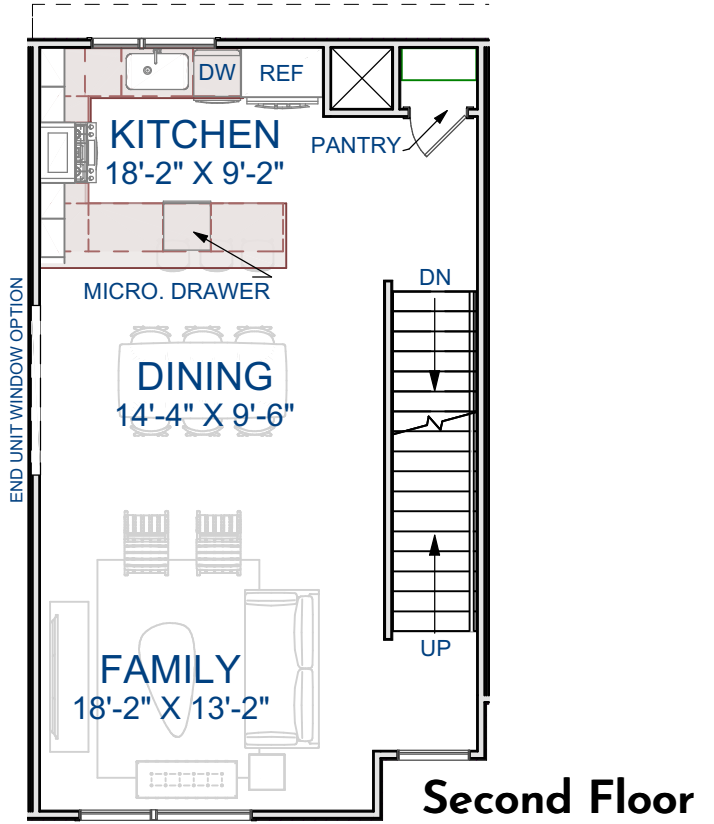 DW
REF
KITCHEN
18'-2" X 9'-2"
PANTRY
MICRO. DRAWER
DN
END UNIT WINDOW OPTION
DINING
14'-4" X 9'-6"
UP
FAMILY
18'-2" X 13'-2"
Second Floor